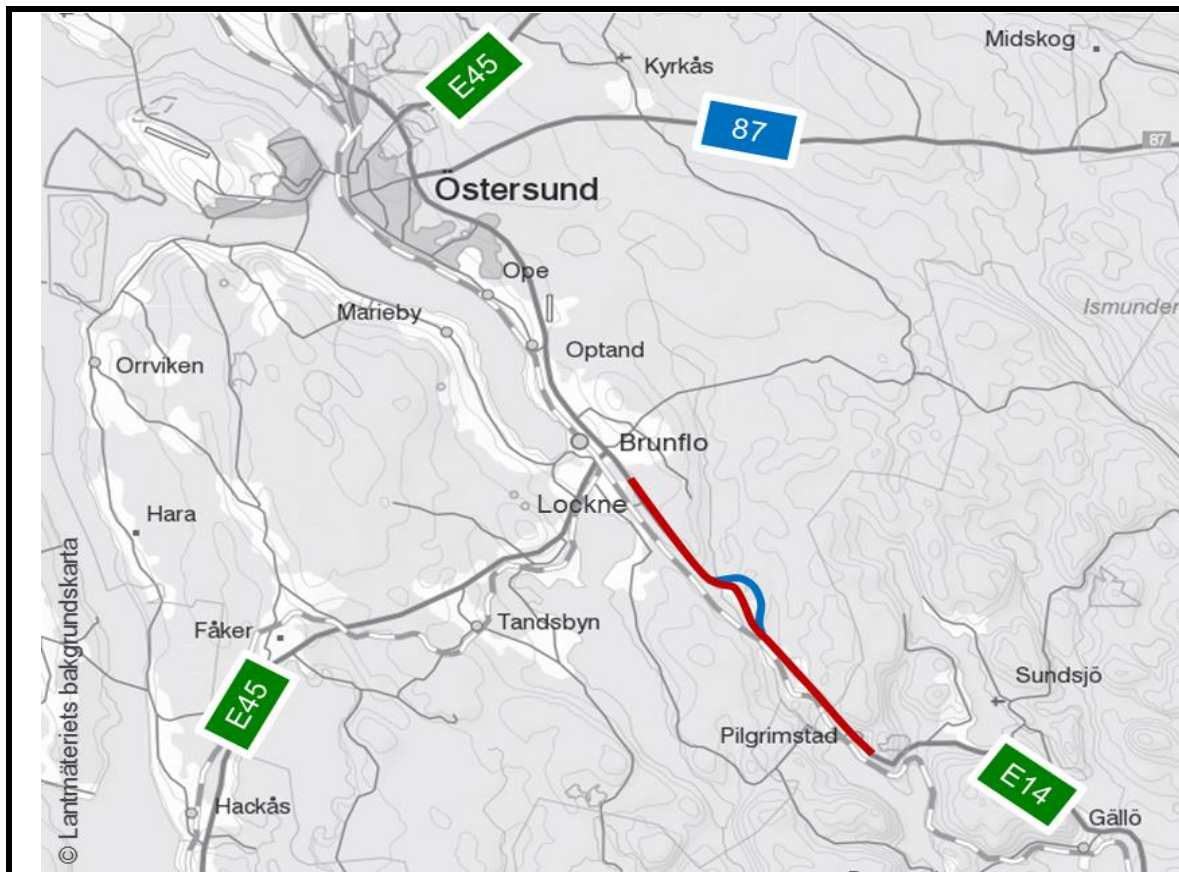 Midskog
Kyrkås
E45
87
87
Östersund
Ope
Ismunden
Marieby
Optand
Orrviken
Brunflo
Lockne
Hara
Tandsbyn
Fåker
Sundsjö
E45
Pilgrimstad
E14
Hackås
Gällö
© Lantmäteriets bakgrundskarta